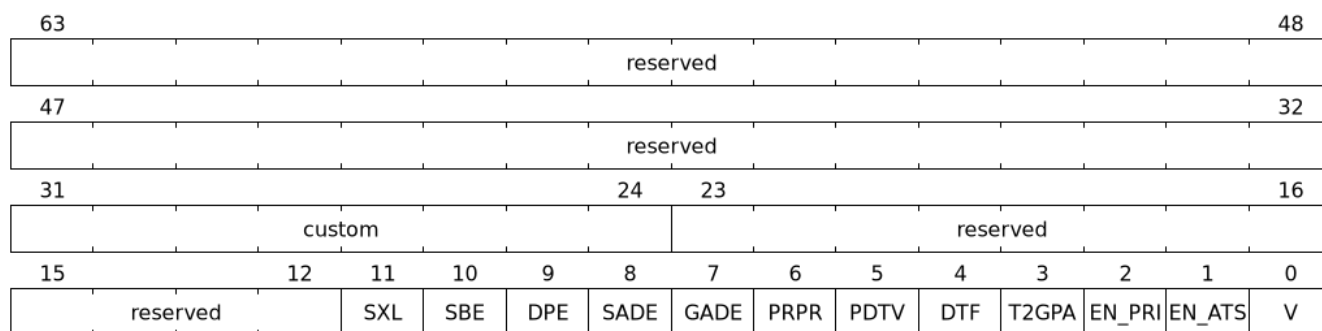 63 48
reserved
47 32
reserved
31 24 23 16
custom reserved
15 12 11 10 9 8 7 6 5 4 3 2 1 0
reserved SXL SBE DPE SADE GADE PRPR PDTV DTF T2GPA EN_PRI EN_ATS V